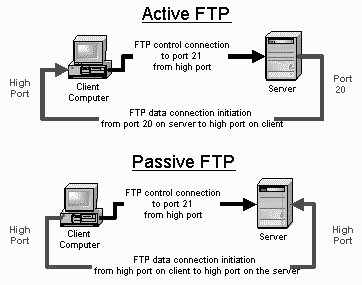 Active FTP
FTP control connection
to port 21
from high port
High
Port
Client
Computer
Server
Port
20
FTP data connection initiation
from port 20 on server to high port on client
Passive FTP
FTP control connection
to port 21
from high port
High
Port
Client
Computer
Server
High
Port
FTP data connection initiation
from high port on client to high port on the server